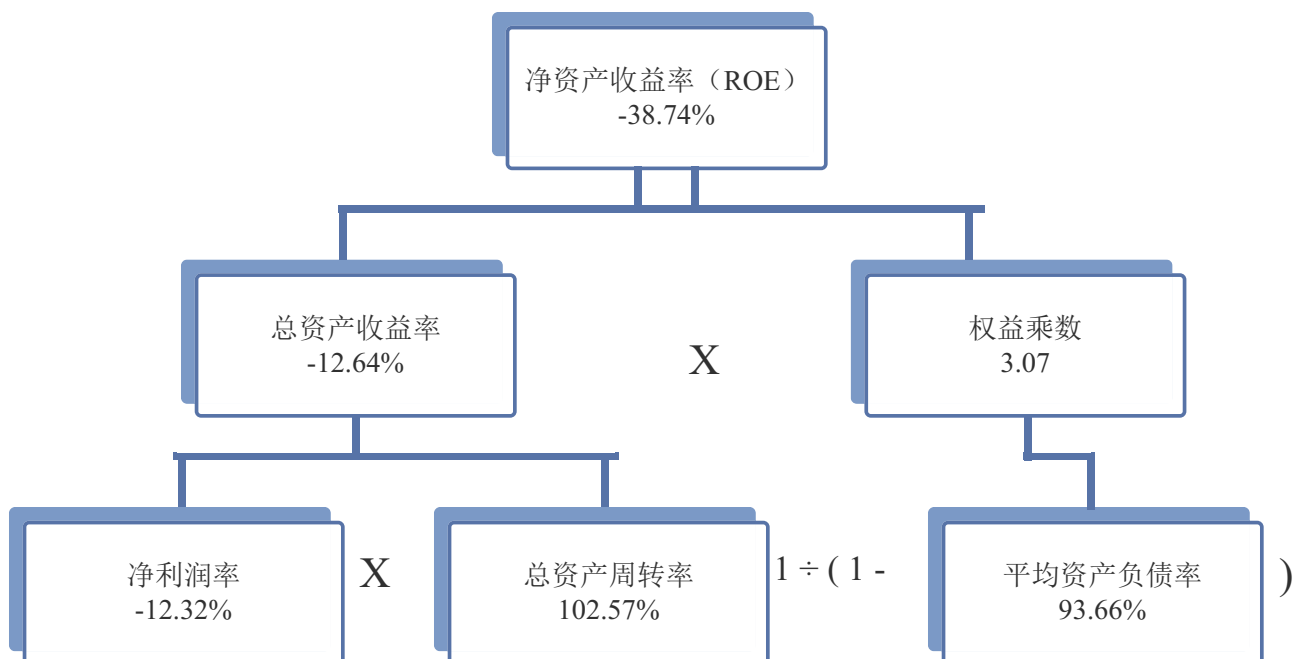 净资产收益率（ROE）
-38.74%
总资产收益率
-12.64%
X
权益乘数
3.07
净利润率
-12.32%
X
总资产周转率
102.57%
1 ÷ ( 1 -
平均资产负债率
93.66%
)